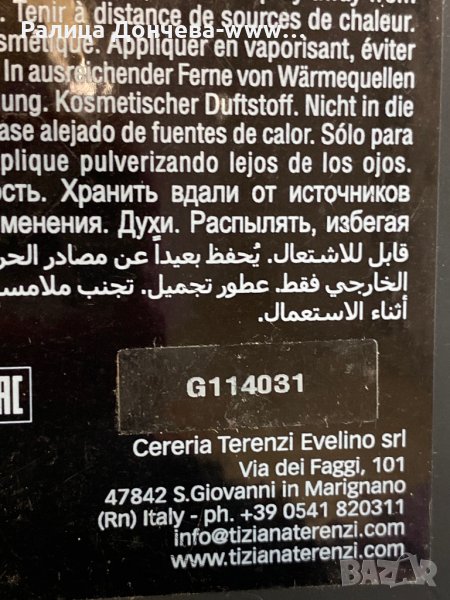 . Tenir à distance de sources de chaleur.
Ралица Дончева-www...
osmétique. Appliquer en vaporisant, éviter
In ausreichender Ferne von Wärmequellen
ung. Kosmetischer Duftstoff. Nicht in die
ase alejado de fuentes de calor. Sólo para
plique pulverizando lejos de los ojos.
ость. Хранить вдали от источников
менения. Духи. Распылять, избегая
قابل للاشتعال. يُحفظ بعيداً عن مصادر الحر
الخارجي فقط. عطور تجميل. تجنب ملامس
أثناء الاستعمال.
EAC
G114031
Cereria Terenzi Evelino srl
Via dei Faggi, 101
47842 S.Giovanni in Marignano
(Rn) Italy - ph. +39 0541 820311
info@tizianaterenzi.com
www.tizianaterenzi.com
BAZAR.bg